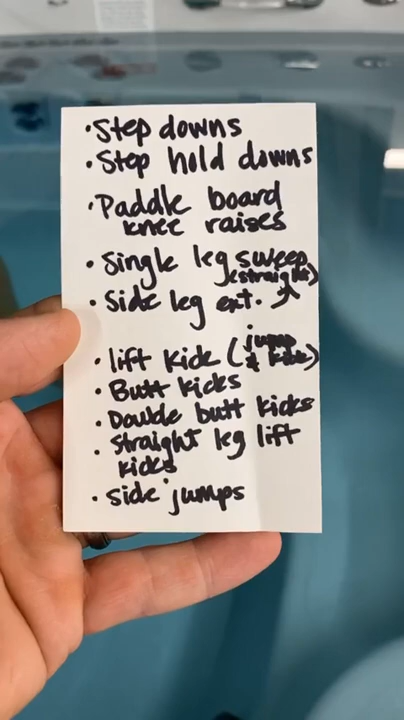 • Step downs
• Step hold downs
• Paddle board
knee raises
• Single leg sweep
(straight)
• Side leg ext.
• lift kick (jump
& kick)
• Butt kicks
• Double butt kicks
• Straight leg lift
kicks
• side jumps